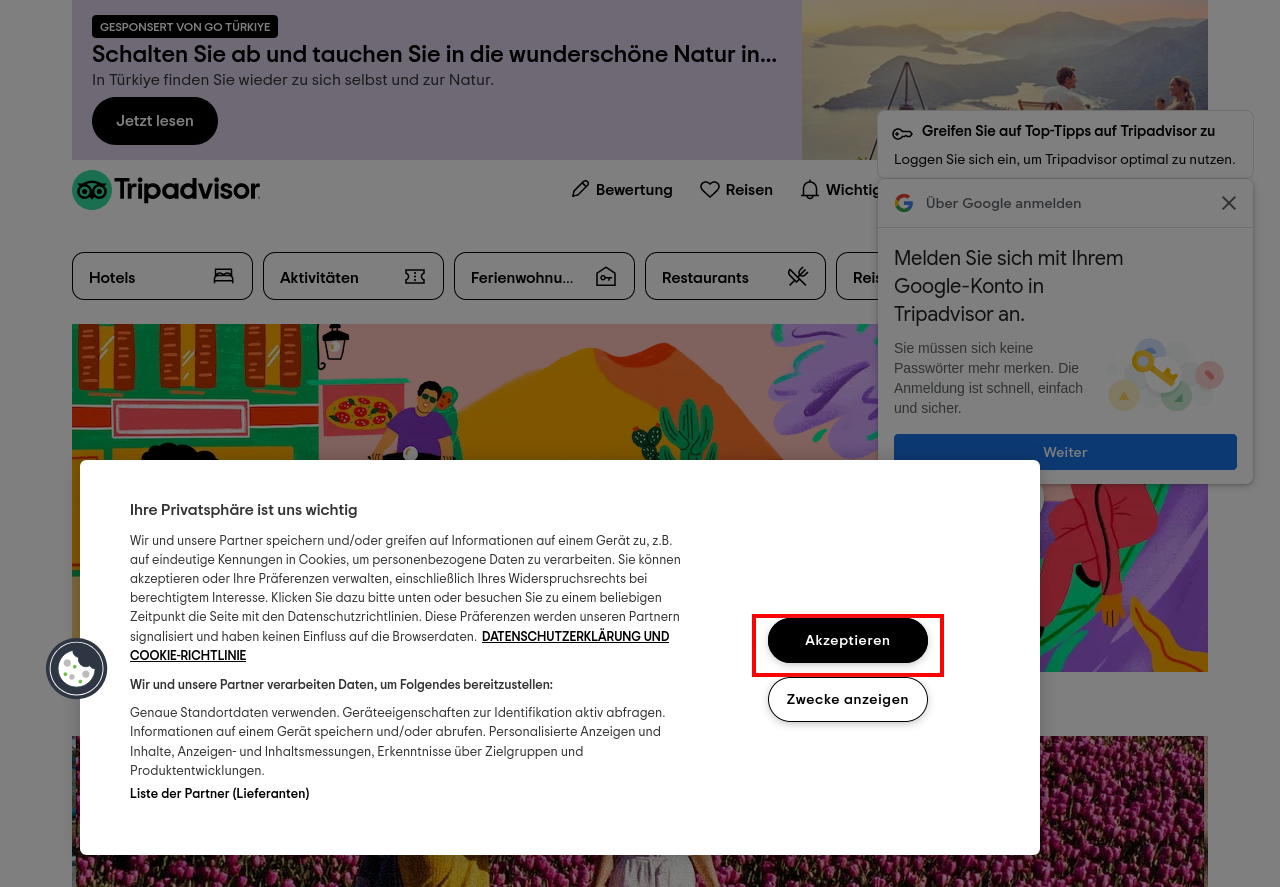 GESPONSERT VON GO TÜRKIYE
Schalten Sie ab und tauchen Sie in die wunderschöne Natur in...
In Türkiye finden Sie wieder zu sich selbst und zur Natur.
Jetzt lesen
Tripadvisor
Bewertung
Reisen
Wichtig
Greifen Sie auf Top-Tipps auf Tripadvisor zu
Loggen Sie sich ein, um Tripadvisor optimal zu nutzen.
Über Google anmelden
Melden Sie sich mit Ihrem
Google-Konto in
Tripadvisor an.
Sie müssen sich keine
Passwörter mehr merken. Die
Anmeldung ist schnell, einfach
und sicher.
Weiter
Hotels
Aktivitäten
Ferienwohnu...
Restaurants
Reis
Ihre Privatsphäre ist uns wichtig
Wir und unsere Partner speichern und/oder greifen auf Informationen auf einem Gerät zu, z.B.
auf eindeutige Kennungen in Cookies, um personenbezogene Daten zu verarbeiten. Sie können
akzeptieren oder Ihre Präferenzen verwalten, einschließlich Ihres Widerspruchsrechts bei
berechtigtem Interesse. Klicken Sie dazu bitte unten oder besuchen Sie zu einem beliebigen
Zeitpunkt die Seite mit den Datenschutzrichtlinien. Diese Präferenzen werden unseren Partnern
signalisiert und haben keinen Einfluss auf die Browserdaten. DATENSCHUTZERKLÄRUNG UND
COOKIE-RICHTLINIE
Wir und unsere Partner verarbeiten Daten, um Folgendes bereitzustellen:
Genaue Standortdaten verwenden. Geräteeigenschaften zur Identifikation aktiv abfragen.
Informationen auf einem Gerät speichern und/oder abrufen. Personalisierte Anzeigen und
Inhalte, Anzeigen- und Inhaltsmessungen, Erkenntnisse über Zielgruppen und
Produktentwicklungen.
Liste der Partner (Lieferanten)
Akzeptieren
Zwecke anzeigen